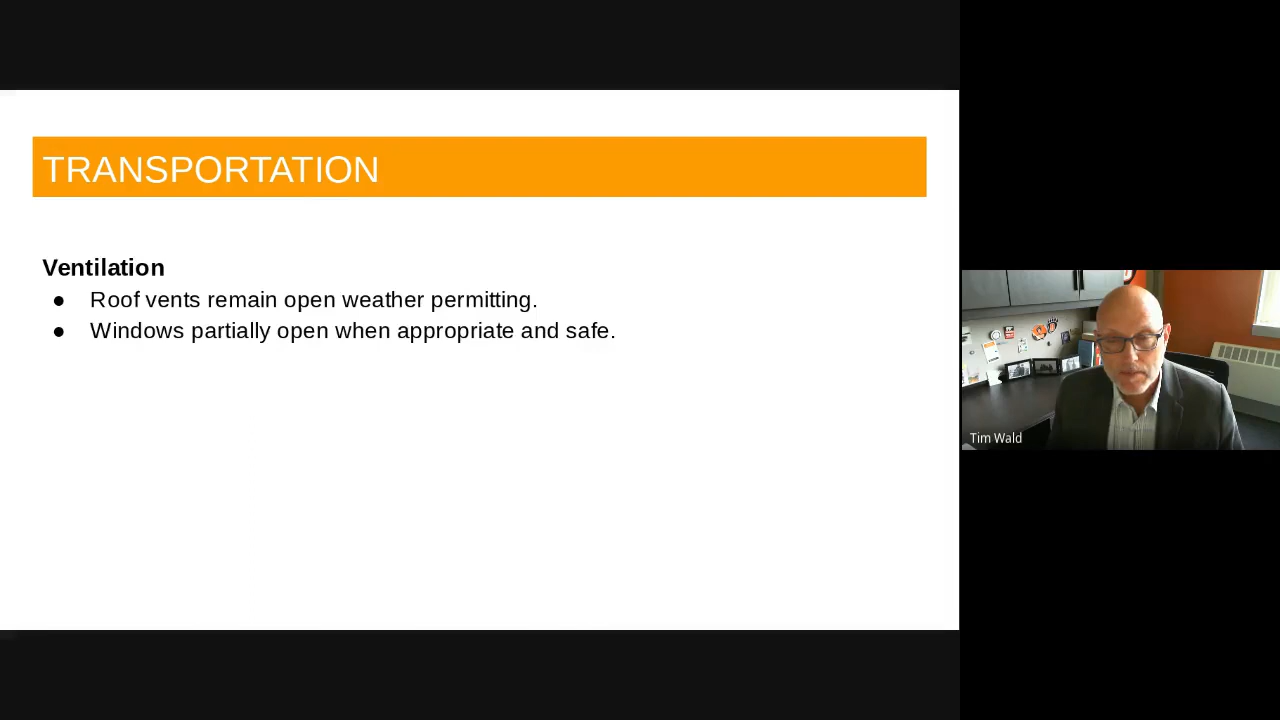 TRANSPORTATION
Ventilation
● Roof vents remain open weather permitting.
● Windows partially open when appropriate and safe.
Tim Wald